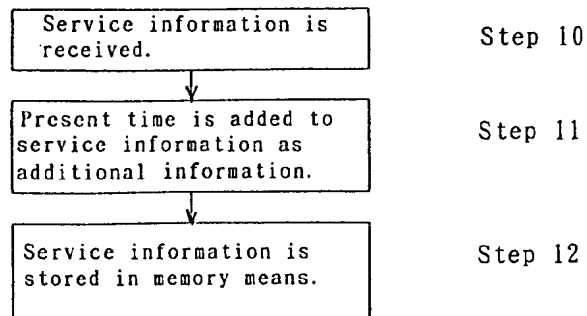 Service information is
received.
Step 10
Present time is added to
service information as
additional information.
Step 11
Service information is
stored in memory means.
Step 12